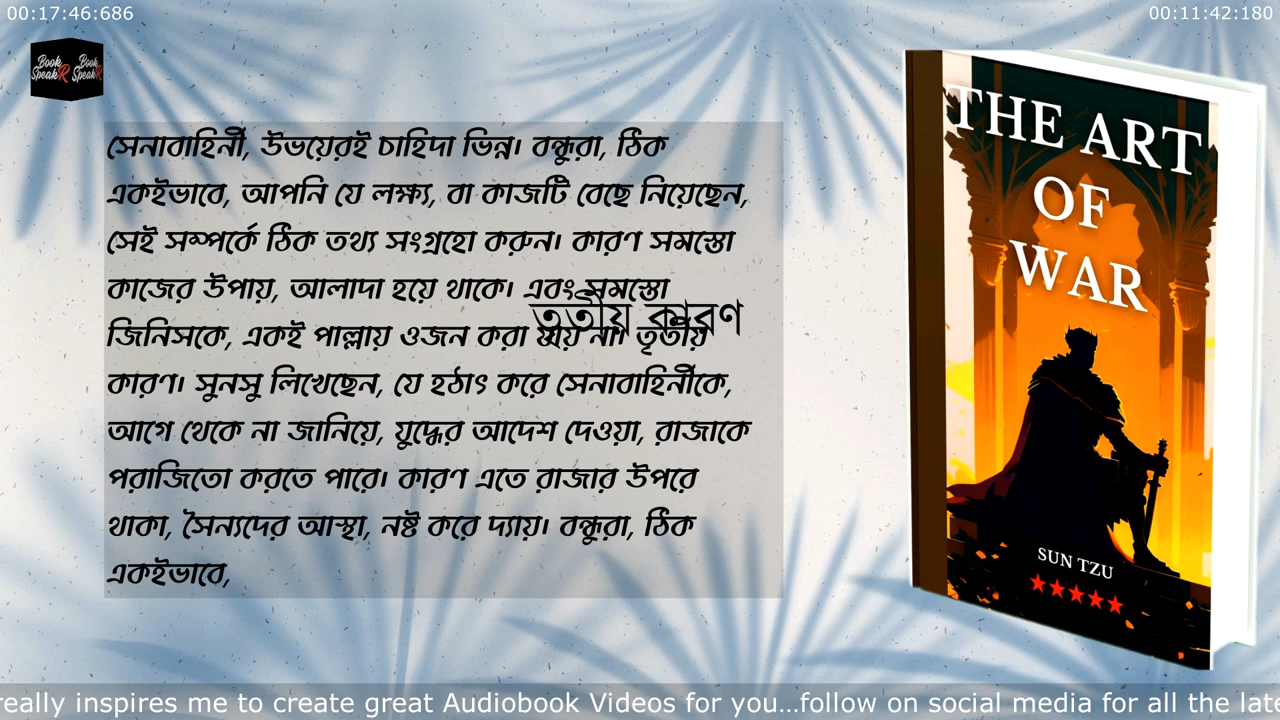 00:17:46:686
00:11:42:180
Book SpeakR Book SpeakR
সেনাবাহিনী, উভয়েরই চাহিদা ভিন্ন। বন্ধুরা, ঠিক
একইভাবে, আপনি যে লক্ষ্য, বা কাজটি বেছে নিয়েছেন,
সেই সম্পর্কে ঠিক তথ্য সংগ্রহো করুন। কারণ সমস্তো
কাজের উপায়, আলাদা হয়ে থাকে। এবং সমস্তো
তৃতীয় কারণ
জিনিসকে, একই পাল্লায় ওজন করা যায় না। তৃতীয়
কারণ। সুনসু লিখেছেন, যে হঠাৎ করে সেনাবাহিনীকে,
আগে থেকে না জানিয়ে, যুদ্ধের আদেশ দেওয়া, রাজাকে
পরাজিতো করতে পারে। কারণ এতে রাজার উপরে
থাকা, সৈন্যদের আস্থা, নষ্ট করে দ্যায়। বন্ধুরা, ঠিক
একইভাবে,
THE ART
OF
WAR
SUN TZU
really inspires me to create great Audiobook Videos for you...follow on social media for all the late